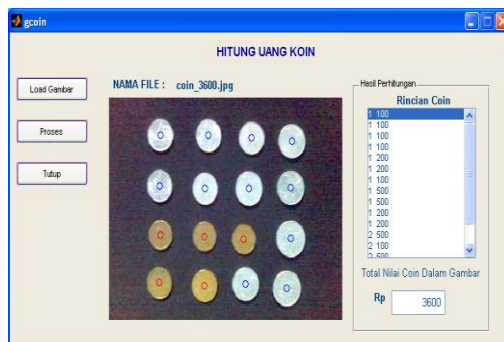 gcoin
HITUNG UANG KOIN
Load Gambar
Proses
Tutup
NAMA FILE : coin_3600.jpg
Hasil Perhitungan
Rincian Coin
1 100
1 100
1 100
1 100
1 200
1 200
1 100
1 500
1 200
1 200
2 500
2 100
2 500
Total Nilai Coin Dalam Gambar
Rp 3600